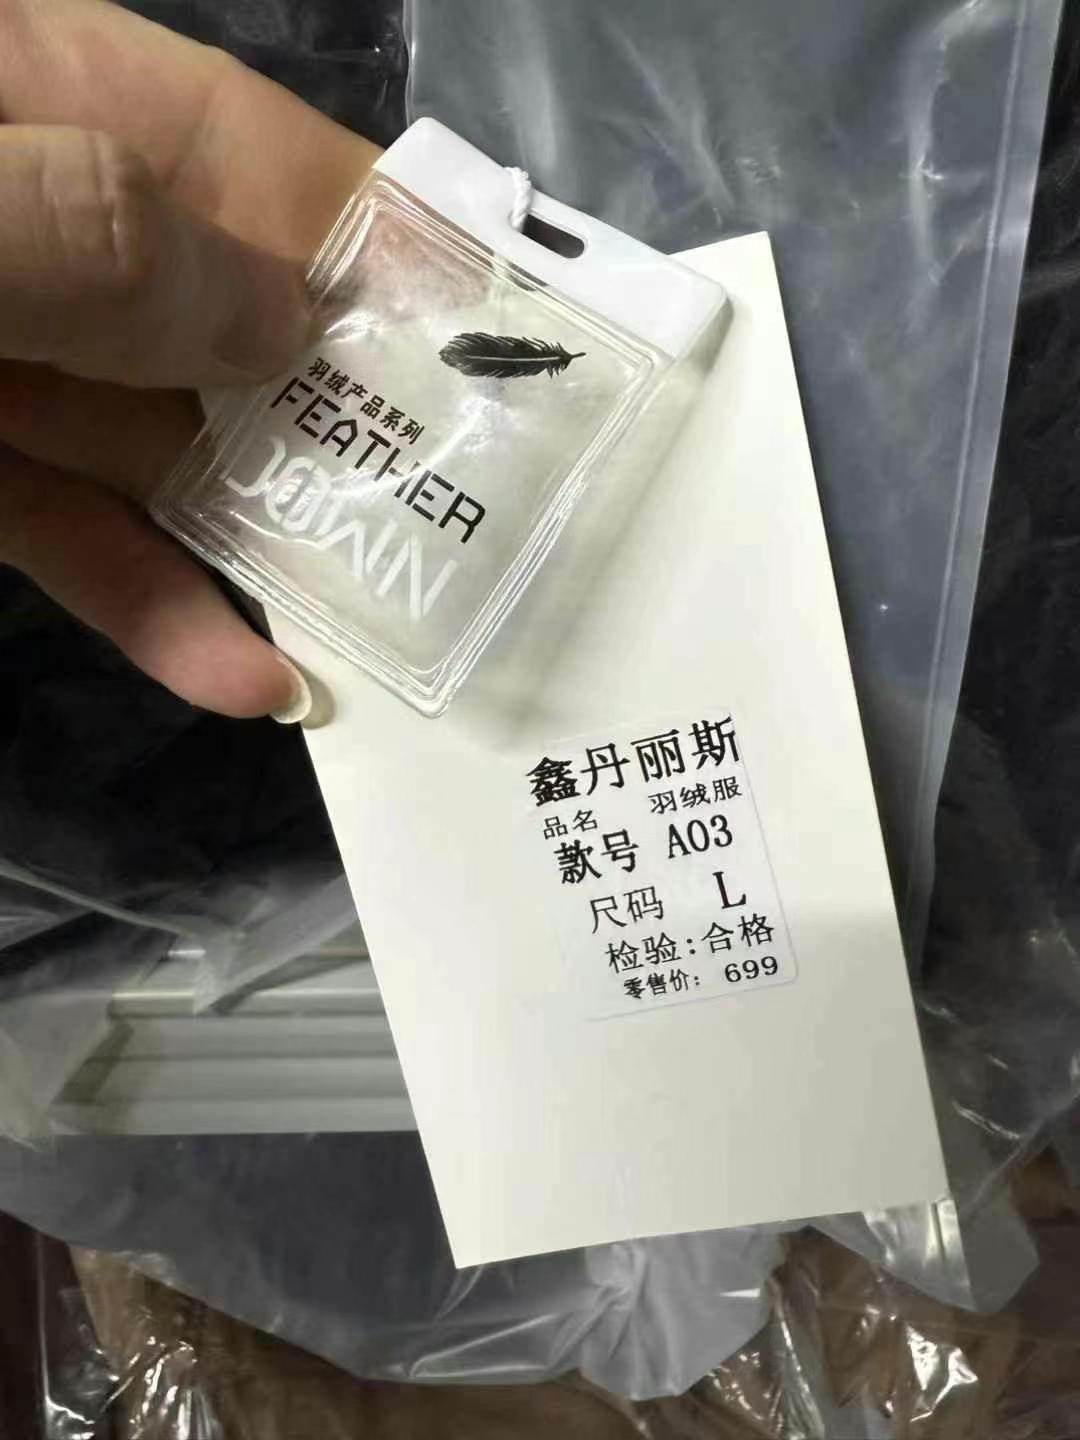 羽绒产品系列
FEATHER
鑫丹丽斯
品名 羽绒服
款号 A03
尺码 L
检验:合格
零售价: 699